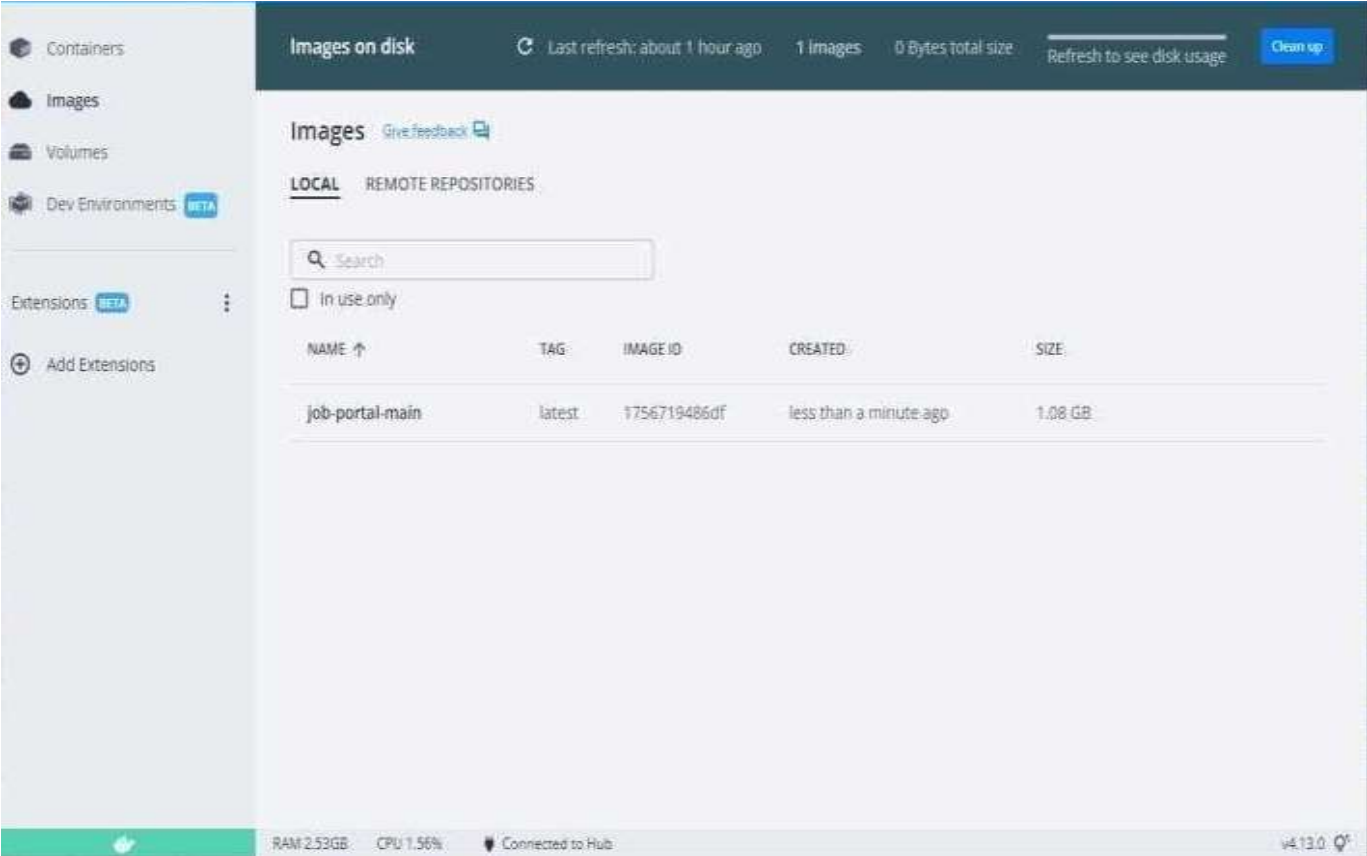 Containers
Images
Volumes
Dev Environments BETA
Extensions BETA
Add Extensions
Images on disk
Last refresh: about 1 hour ago
1 images
0 Bytes total size
Refresh to see disk usage
Clean up
Images Give feedback
LOCAL REMOTE REPOSITORIES
Search
In use only
NAME TAG IMAGE ID CREATED SIZE
job-portal-main latest 1756719486df less than a minute ago 1.08 GB
RAM 2.53GB CPU 1.56% Connected to Hub v4.13.0